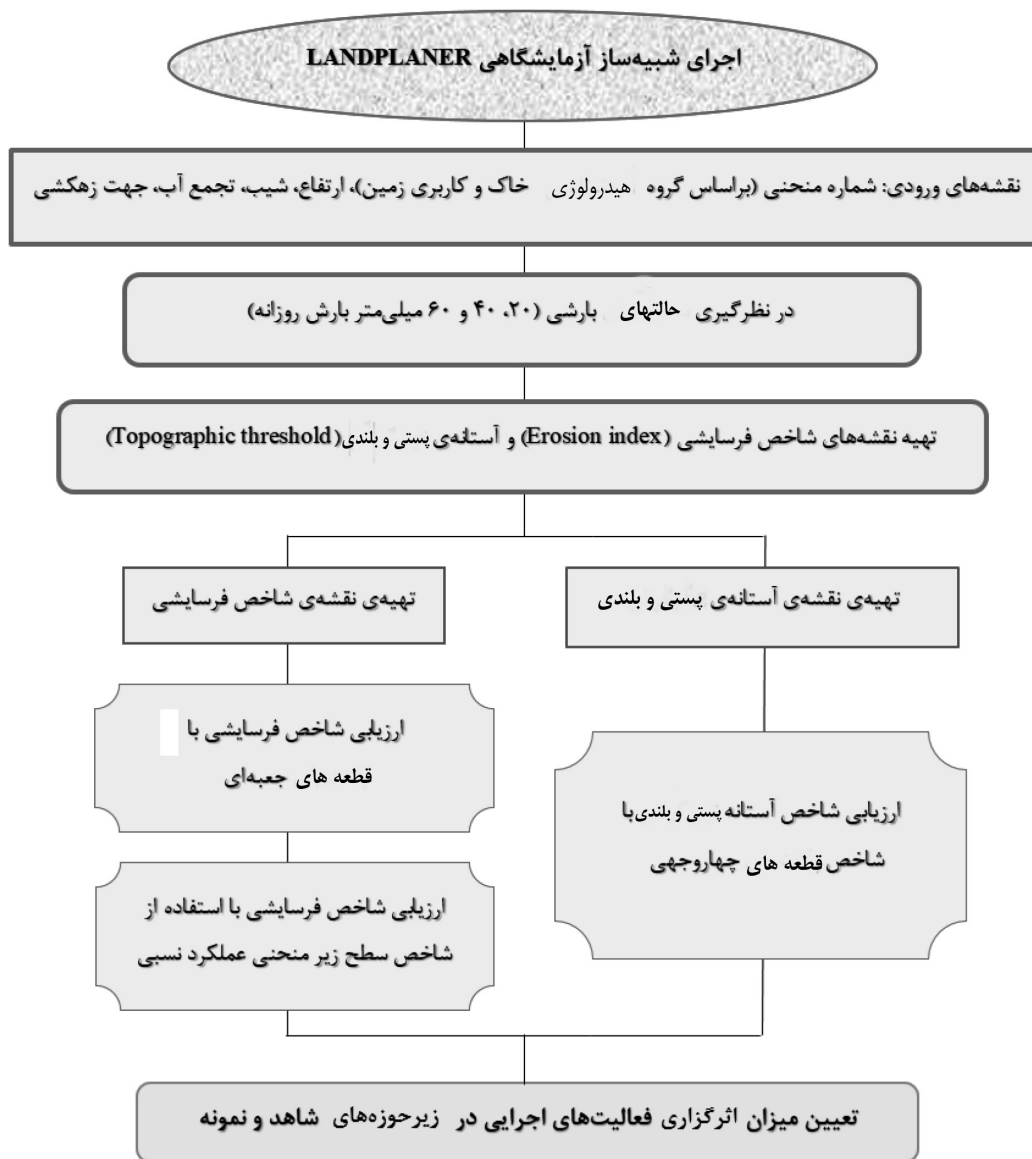 اجرای شبیه‌ساز آزمایشگاهی LANDPLANER
نقشه‌های ورودی: شماره منحنی (براساس گروه هیدرولوژی خاک و کاربری زمین)، ارتفاع، شیب، تجمع آب، جهت زهکشی
در نظرگیری حالتهای بارشی (۲۰، ۴۰ و ۶۰ میلی‌متر بارش روزانه)
تهیه نقشه‌های شاخص فرسایشی (Erosion index) و آستانه‌ی پستی و بلندی (Topographic threshold)
تهیه‌ی نقشه‌ی آستانه‌ی پستی و بلندی
تهیه‌ی نقشه‌ی شاخص فرسایشی
ارزیابی شاخص آستانه پستی و بلندی با
شاخص قطعه های چهاروجهی
ارزیابی شاخص فرسایشی با
قطعه های جعبه‌ای
ارزیابی شاخص فرسایشی با استفاده از
شاخص سطح زیر منحنی عملکرد نسبی
تعیین میزان اثرگزاری فعالیت‌های اجرایی در زیرحوزه‌های شاهد و نمونه